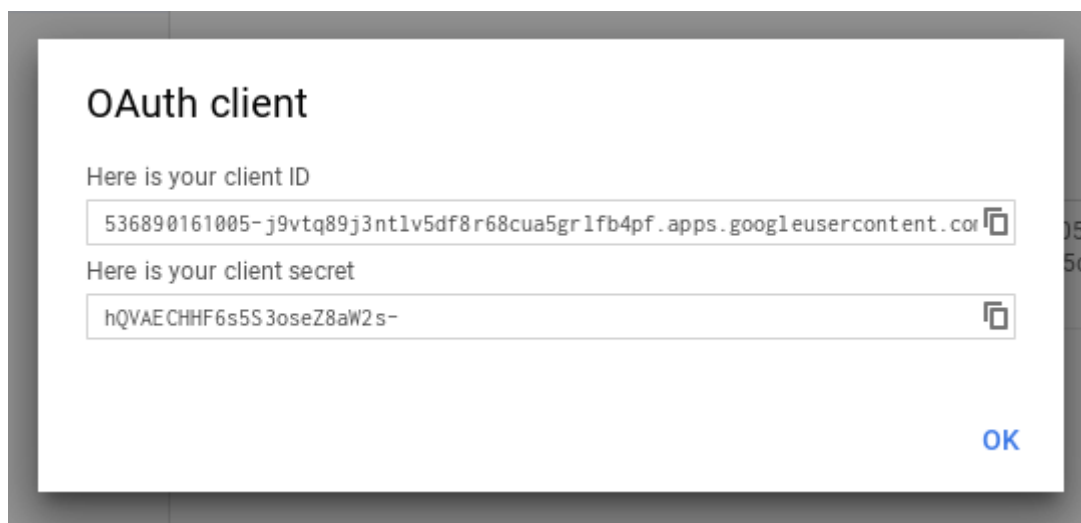 OAuth client
Here is your client ID
536890161005-j9vtq89j3ntlv5df8r68cua5grlfb4pf.apps.googleusercontent.co
Here is your client secret
hQVAECHHF6s5S3oseZ8aW2s-
OK